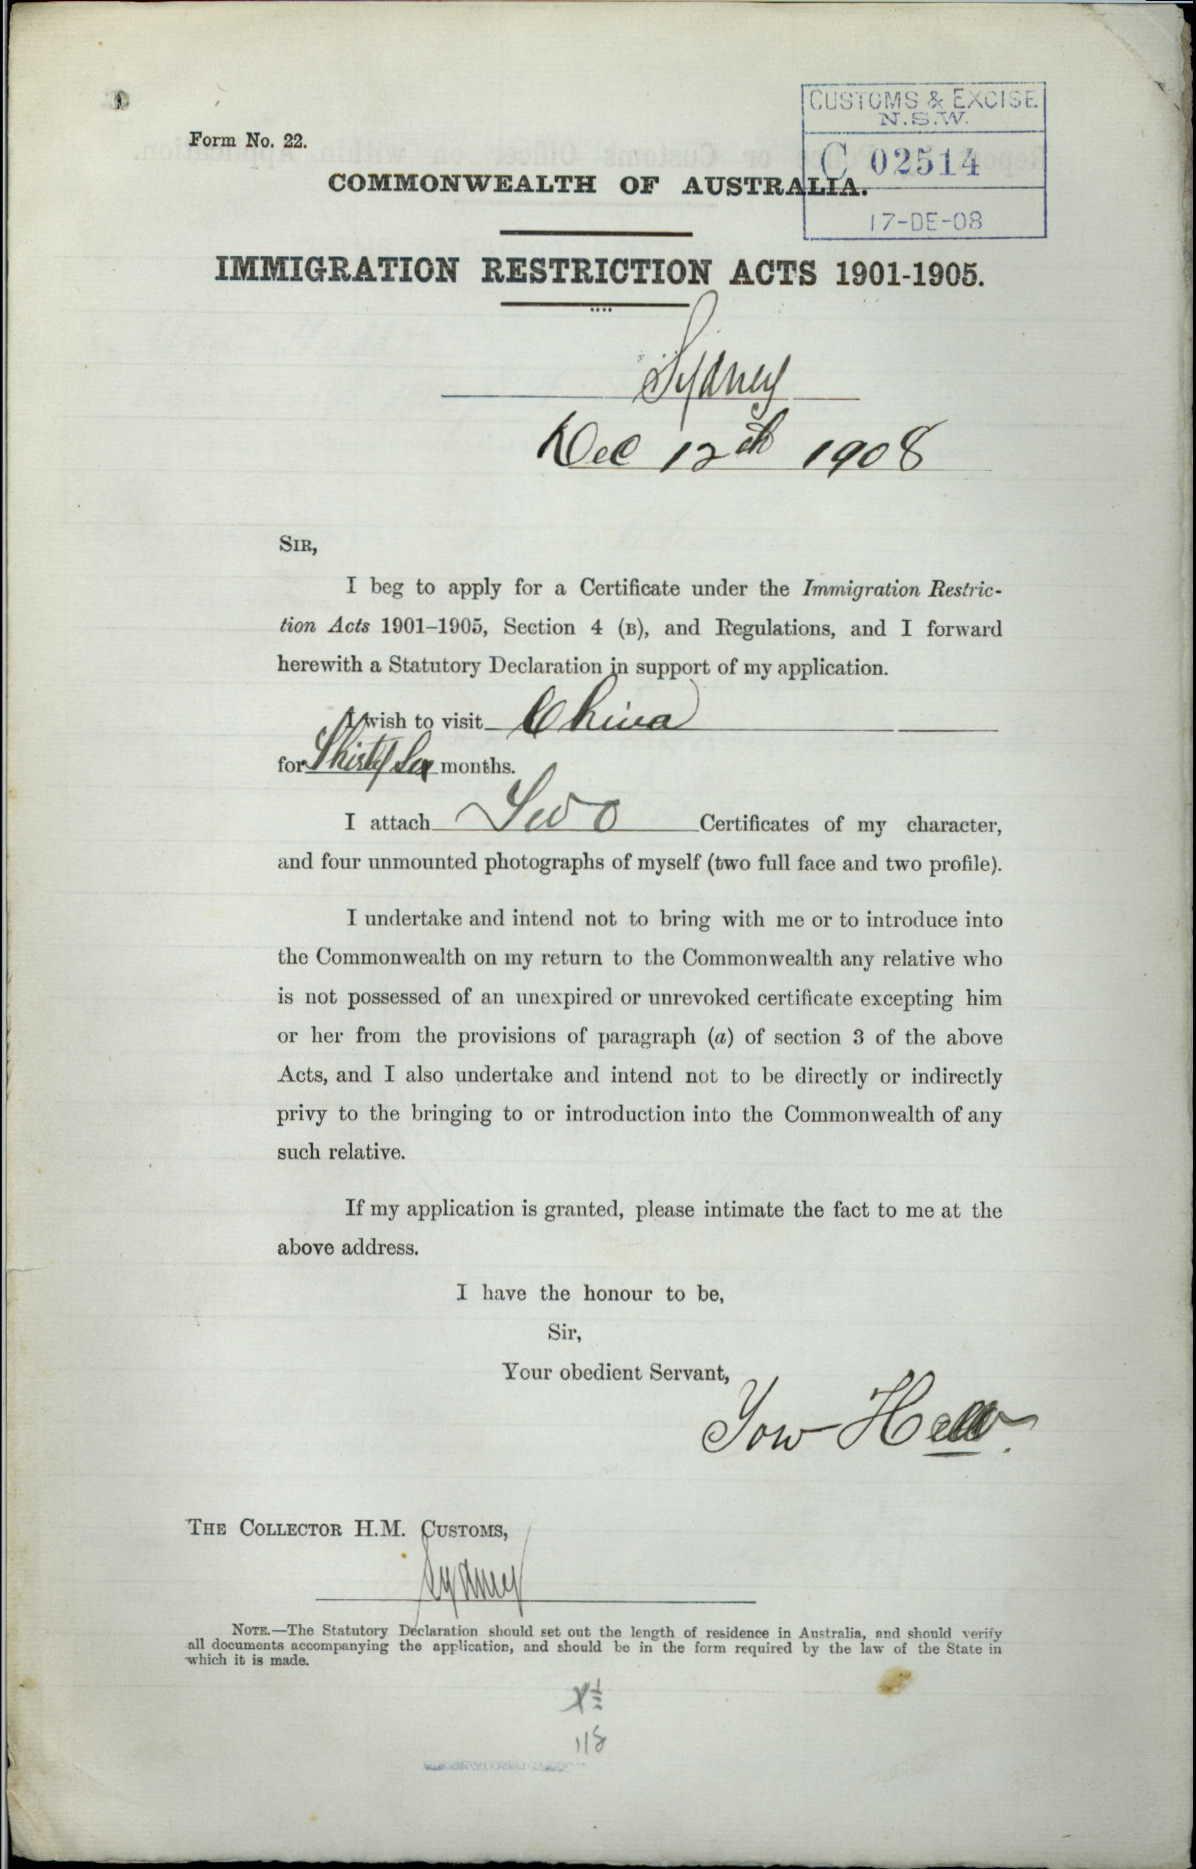 CUSTOMS & EXCISE
N.S.W.
C 02514
17-DE-08
Form No. 22.
COMMONWEALTH OF AUSTRALIA.
IMMIGRATION RESTRICTION ACTS 1901-1905.
Sydney
Dec 12th 1908
SIR,
I beg to apply for a Certificate under the Immigration Restric-
tion Acts 1901–1905, Section 4 (B), and Regulations, and I forward
herewith a Statutory Declaration in support of my application.
I wish to visit China
for Thirty Six months.
I attach Two Certificates of my character,
and four unmounted photographs of myself (two full face and two profile).
I undertake and intend not to bring with me or to introduce into
the Commonwealth on my return to the Commonwealth any relative who
is not possessed of an unexpired or unrevoked certificate excepting him
or her from the provisions of paragraph (a) of section 3 of the above
Acts, and I also undertake and intend not to be directly or indirectly
privy to the bringing to or introduction into the Commonwealth of any
such relative.
If my application is granted, please intimate the fact to me at the
above address.
I have the honour to be,
Sir,
Your obedient Servant,
Yow
THE COLLECTOR H.M. CUSTOMS,
Sydney
NOTE.—The Statutory Declaration should set out the length of residence in Australia, and should verify
all documents accompanying the application, and should be in the form required by the law of the State in
which it is made.